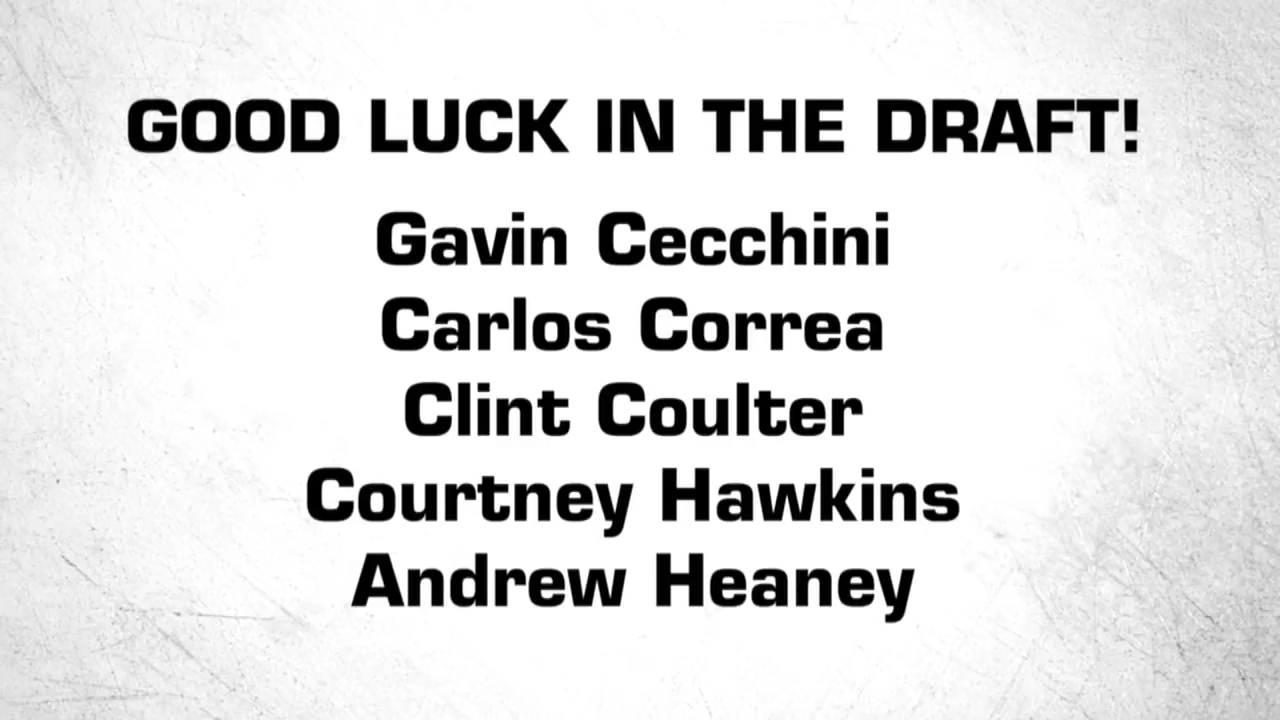 GOOD LUCK IN THE DRAFT!
Gavin Cecchini
Carlos Correa
Clint Coulter
Courtney Hawkins
Andrew Heaney